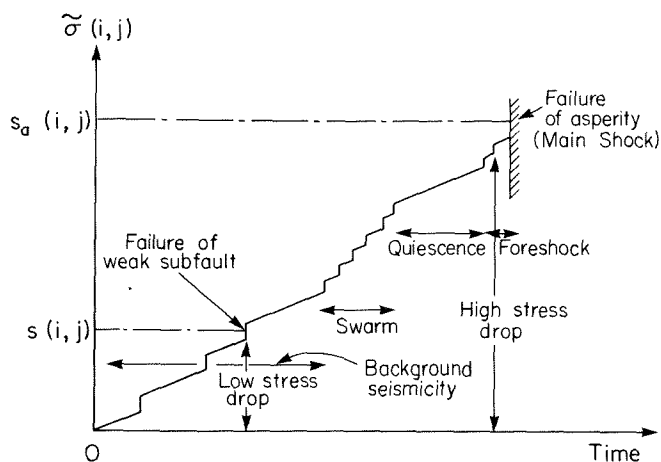 σ̃ (i, j)
sₐ (i, j)
Failure
of asperity
(Main Shock)
Failure of
weak subfault
Quiescence
Foreshock
s (i, j)
Swarm
High stress
drop
Background
seismicity
Low stress
drop
O
Time